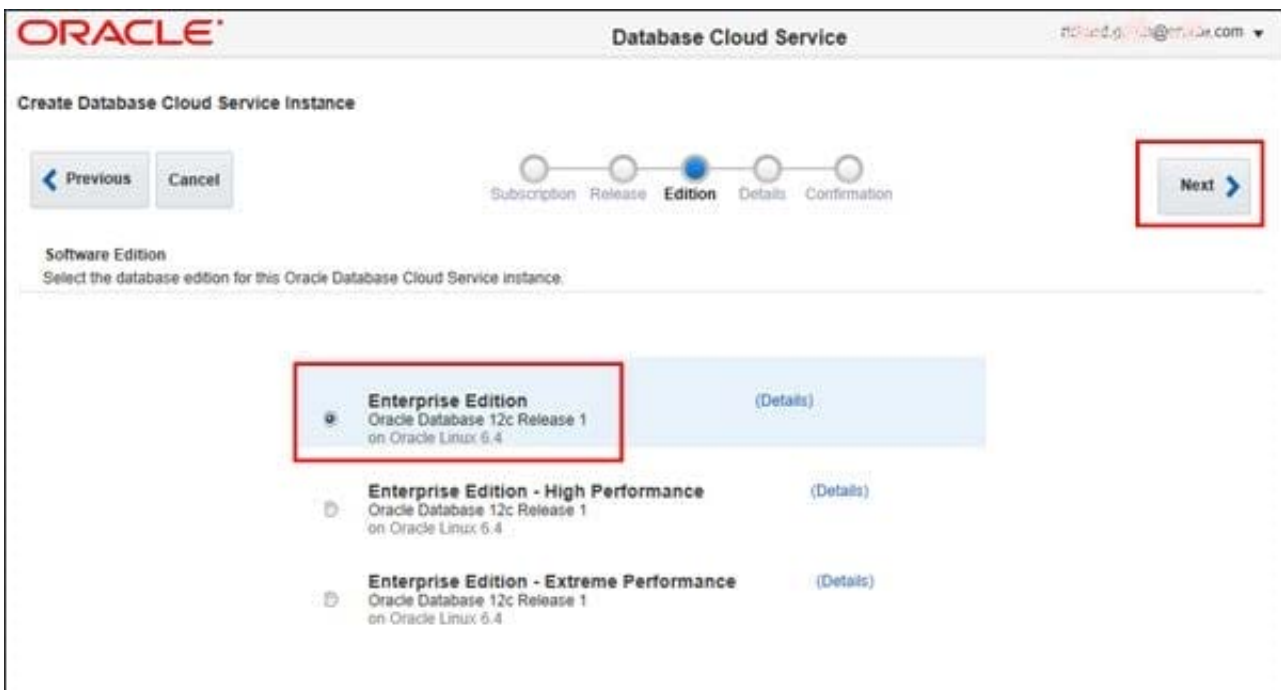 ORACLE
Database Cloud Service
Create Database Cloud Service Instance
Previous
Cancel
Subscription Release Edition Details Confirmation
Next
Software Edition
Select the database edition for this Oracle Database Cloud Service instance.
Enterprise Edition (Details)
Oracle Database 12c Release 1
on Oracle Linux 6.4
Enterprise Edition - High Performance (Details)
Oracle Database 12c Release 1
on Oracle Linux 6.4
Enterprise Edition - Extreme Performance (Details)
Oracle Database 12c Release 1
on Oracle Linux 6.4